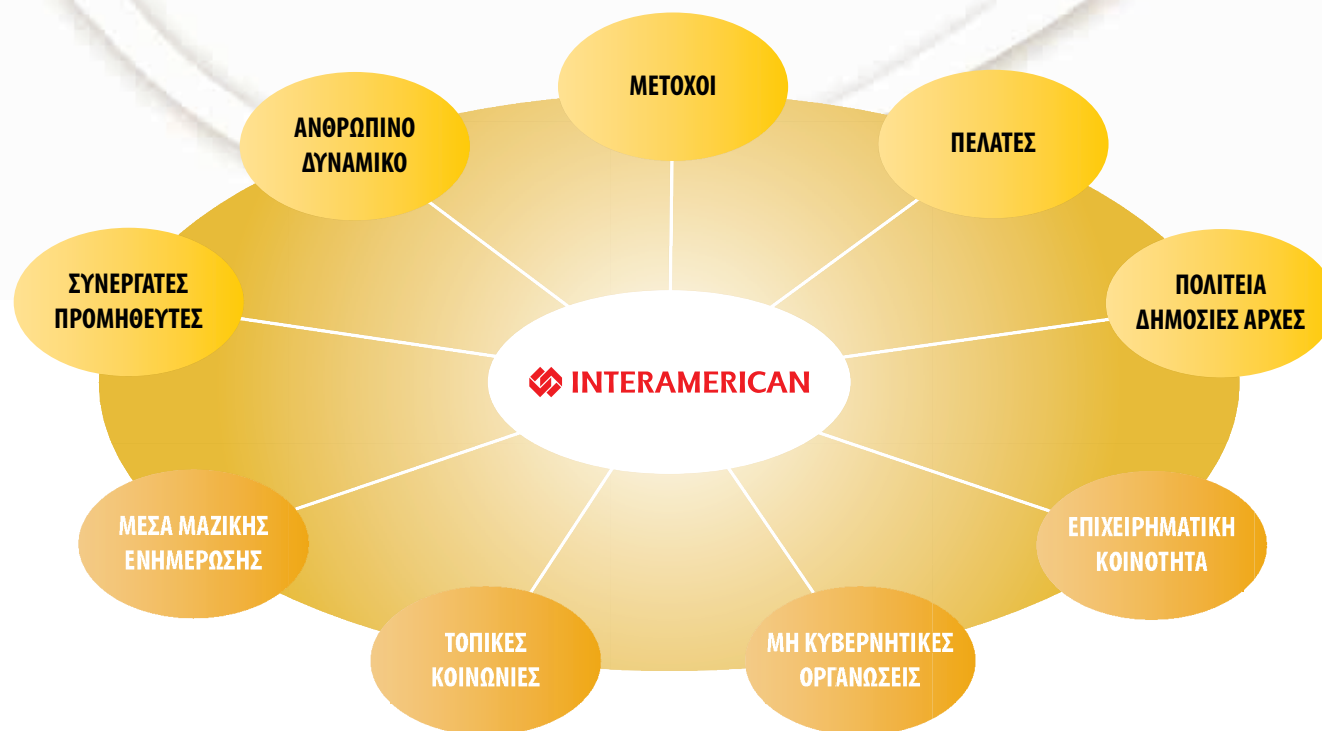 ΜΕΤΟΧΟΙ
ΑΝΘΡΩΠΙΝΟ
ΔΥΝΑΜΙΚΟ
ΠΕΛΑΤΕΣ
ΣΥΝΕΡΓΑΤΕΣ
ΠΡΟΜΗΘΕΥΤΕΣ
ΠΟΛΙΤΕΙΑ
ΔΗΜΟΣΙΕΣ ΑΡΧΕΣ
INTERAMERICAN
ΜΕΣΑ ΜΑΖΙΚΗΣ
ΕΝΗΜΕΡΩΣΗΣ
ΕΠΙΧΕΙΡΗΜΑΤΙΚΗ
ΚΟΙΝΟΤΗΤΑ
ΤΟΠΙΚΕΣ
ΚΟΙΝΩΝΙΕΣ
ΜΗ ΚΥΒΕΡΝΗΤΙΚΕΣ
ΟΡΓΑΝΩΣΕΙΣ